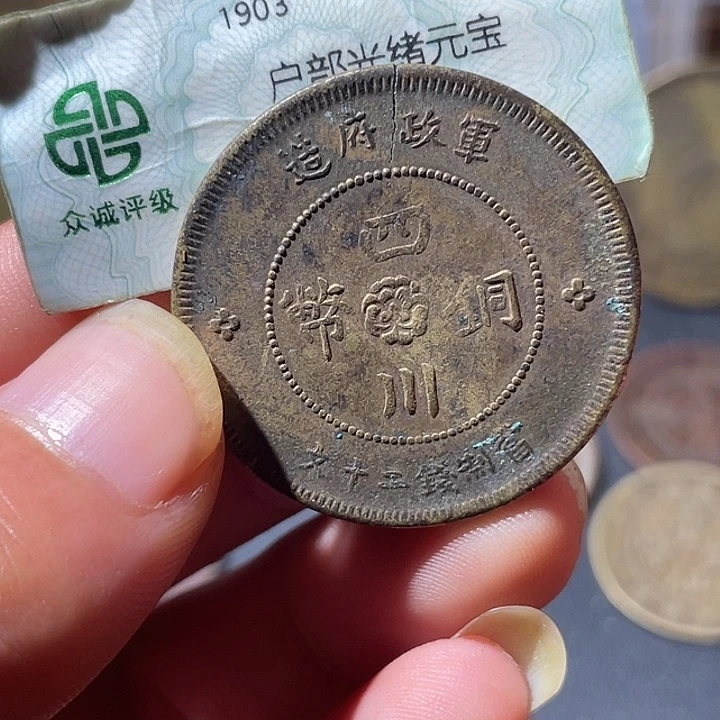 1903
户部光绪元宝
众诚评级
軍政府造
四川
銅幣
當制錢二十文